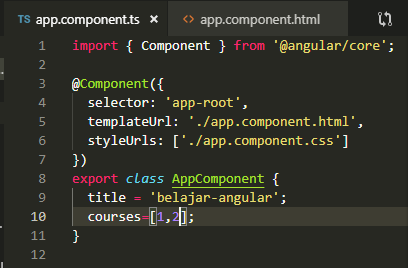 TS app.component.ts × <> app.component.html
1 import { Component } from '@angular/core';
2
3 @Component({
4 selector: 'app-root',
5 templateUrl: './app.component.html',
6 styleUrls: ['./app.component.css']
7 })
8 export class AppComponent {
9 title = 'belajar-angular';
10 courses=[1,2];
11 }
12